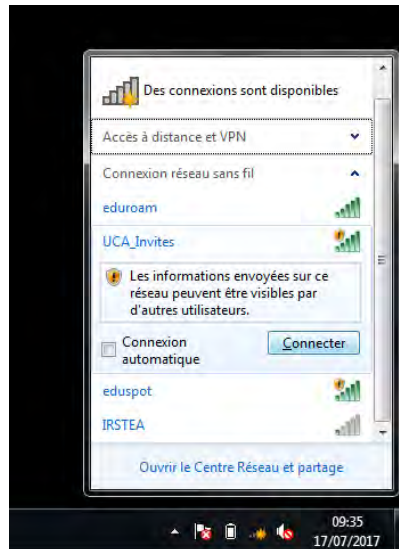 Des connexions sont disponibles
Accès à distance et VPN
Connexion réseau sans fil
eduroam
UCA_Invites
Les informations envoyées sur ce
réseau peuvent être visibles par
d'autres utilisateurs.
Connexion
automatique
Connecter
eduspot
IRSTEA
Ouvrir le Centre Réseau et partage
09:35
17/07/2017